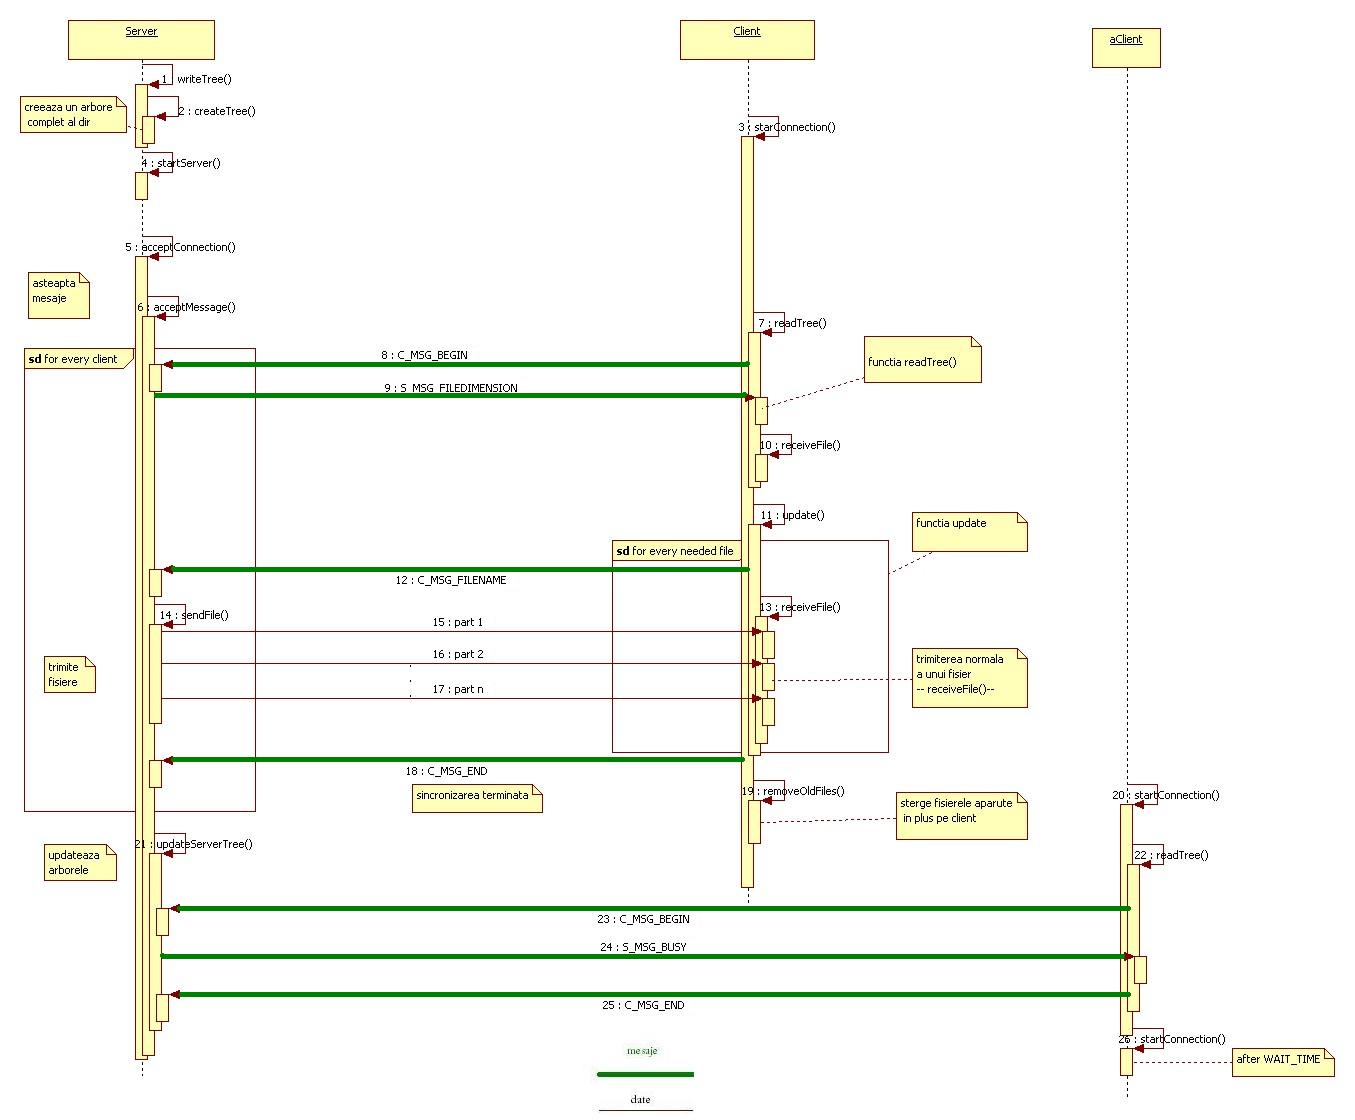 Server
Client
aClient
1 : writeTree()
creeaza un arbore
complet al dir
2 : createTree()
3 : starConnection()
4 : startServer()
5 : acceptConnection()
asteapta
mesaje
6 : acceptMessage()
7 : readTree()
sd for every client
8 : C_MSG_BEGIN
functia readTree()
9 : S_MSG_FILEDIMENSION
10 : receiveFile()
11 : update()
functia update
sd for every needed file
12 : C_MSG_FILENAME
13 : receiveFile()
14 : sendFile()
15 : part 1
16 : part 2
trimite
fisiere
trimiterea normala
a unui fisier
-- receiveFile()--
17 : part n
18 : C_MSG_END
sincronizarea terminata
19 : removeOldFiles()
20 : startConnection()
sterge fisierele aparute
in plus pe client
21 : updateServerTree()
updateaza
arborele
22 : readTree()
23 : C_MSG_BEGIN
24 : S_MSG_BUSY
25 : C_MSG_END
26 : startConnection()
after WAIT_TIME
mesaje
date